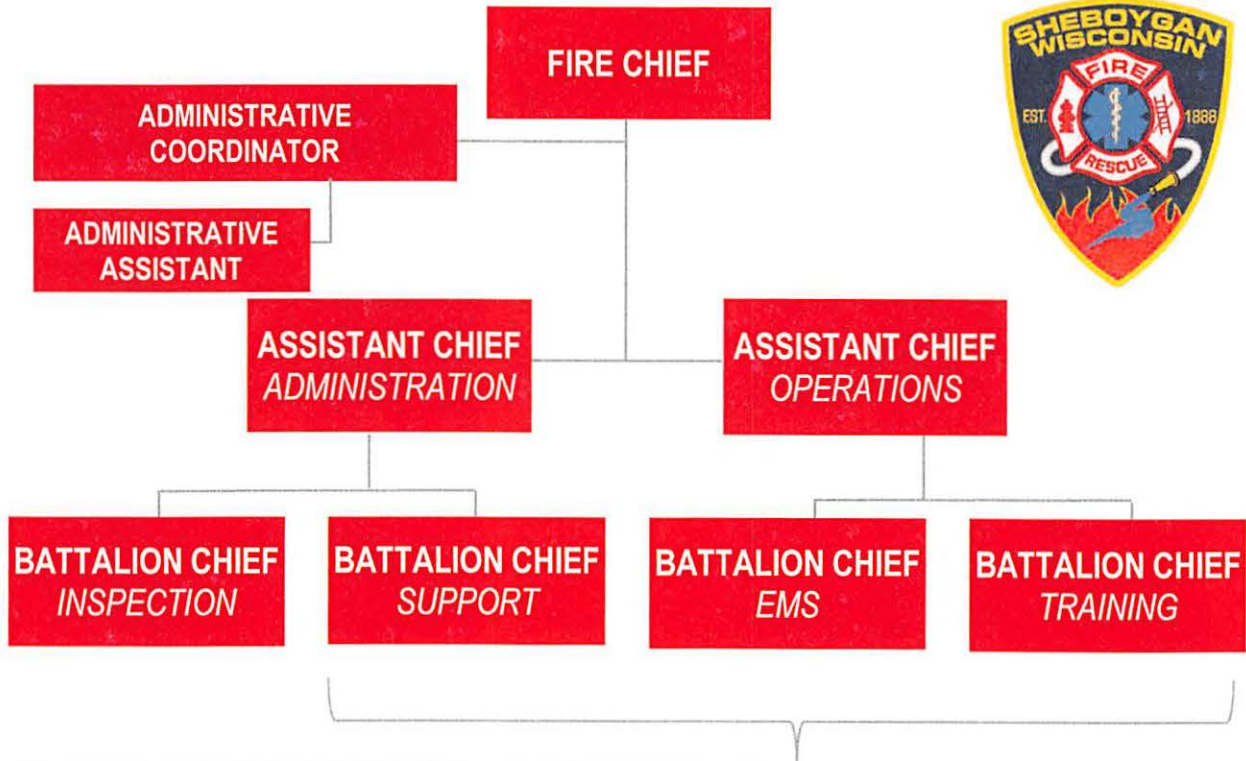 FIRE CHIEF
SHEBOYGAN
WISCONSIN
FIRE
EST.
1888
RESCUE
ADMINISTRATIVE
COORDINATOR
ADMINISTRATIVE
ASSISTANT
ASSISTANT CHIEF
ADMINISTRATION
ASSISTANT CHIEF
OPERATIONS
BATTALION CHIEF
INSPECTION
BATTALION CHIEF
SUPPORT
BATTALION CHIEF
EMS
BATTALION CHIEF
TRAINING